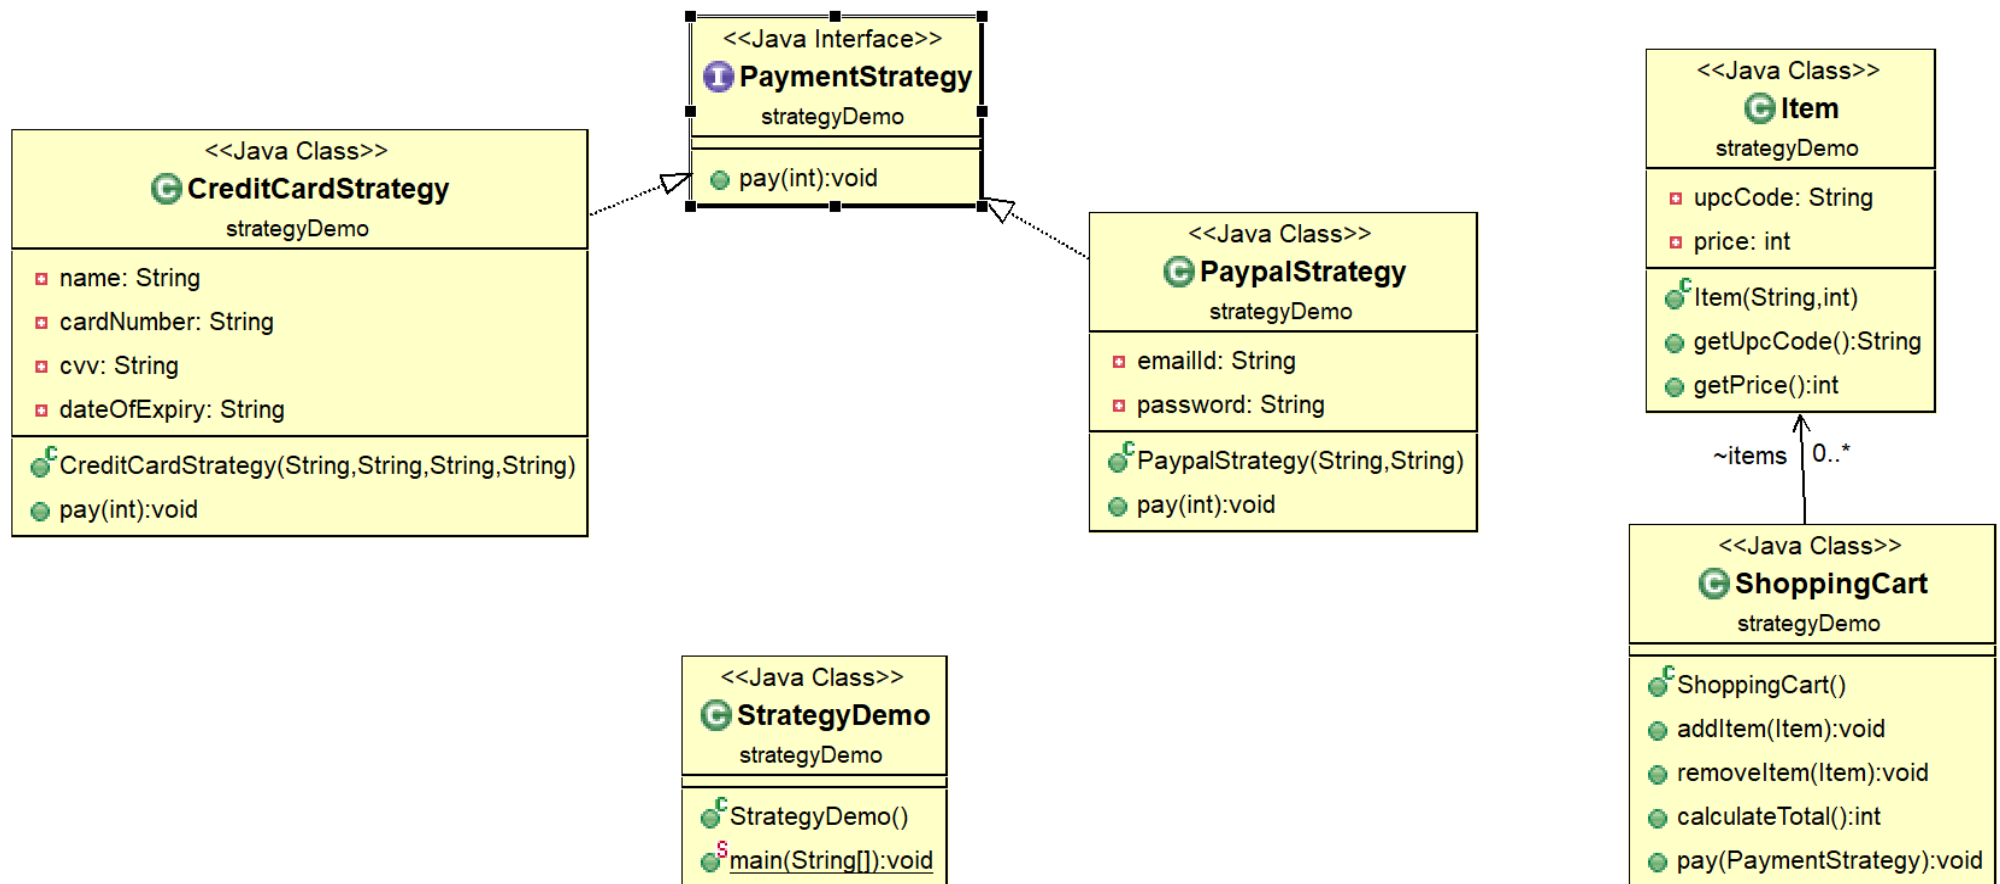 <<Java Interface>>
I PaymentStrategy
strategyDemo
pay(int):void
<<Java Class>>
C CreditCardStrategy
strategyDemo
name: String
cardNumber: String
cvv: String
dateOfExpiry: String
C CreditCardStrategy(String,String,String,String)
pay(int):void
<<Java Class>>
C PaypalStrategy
strategyDemo
emailId: String
password: String
C PaypalStrategy(String,String)
pay(int):void
<<Java Class>>
C Item
strategyDemo
upcCode: String
price: int
C Item(String,int)
getUpcCode():String
getPrice():int
~items 0..*
<<Java Class>>
C ShoppingCart
strategyDemo
C ShoppingCart()
addItem(Item):void
removeItem(Item):void
calculateTotal():int
pay(PaymentStrategy):void
<<Java Class>>
C StrategyDemo
strategyDemo
C StrategyDemo()
S main(String[]):void